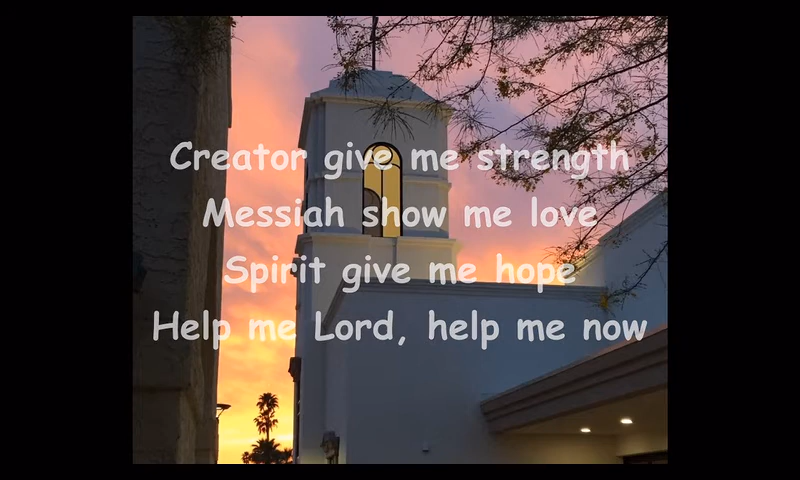 Creator give me strength
Messiah show me love
Spirit give me hope
Help me Lord, help me now